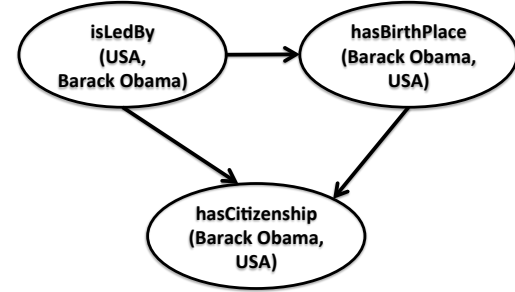 isLedBy
(USA,
Barack Obama)
hasBirthPlace
(Barack Obama,
USA)
hasCitizenship
(Barack Obama,
USA)